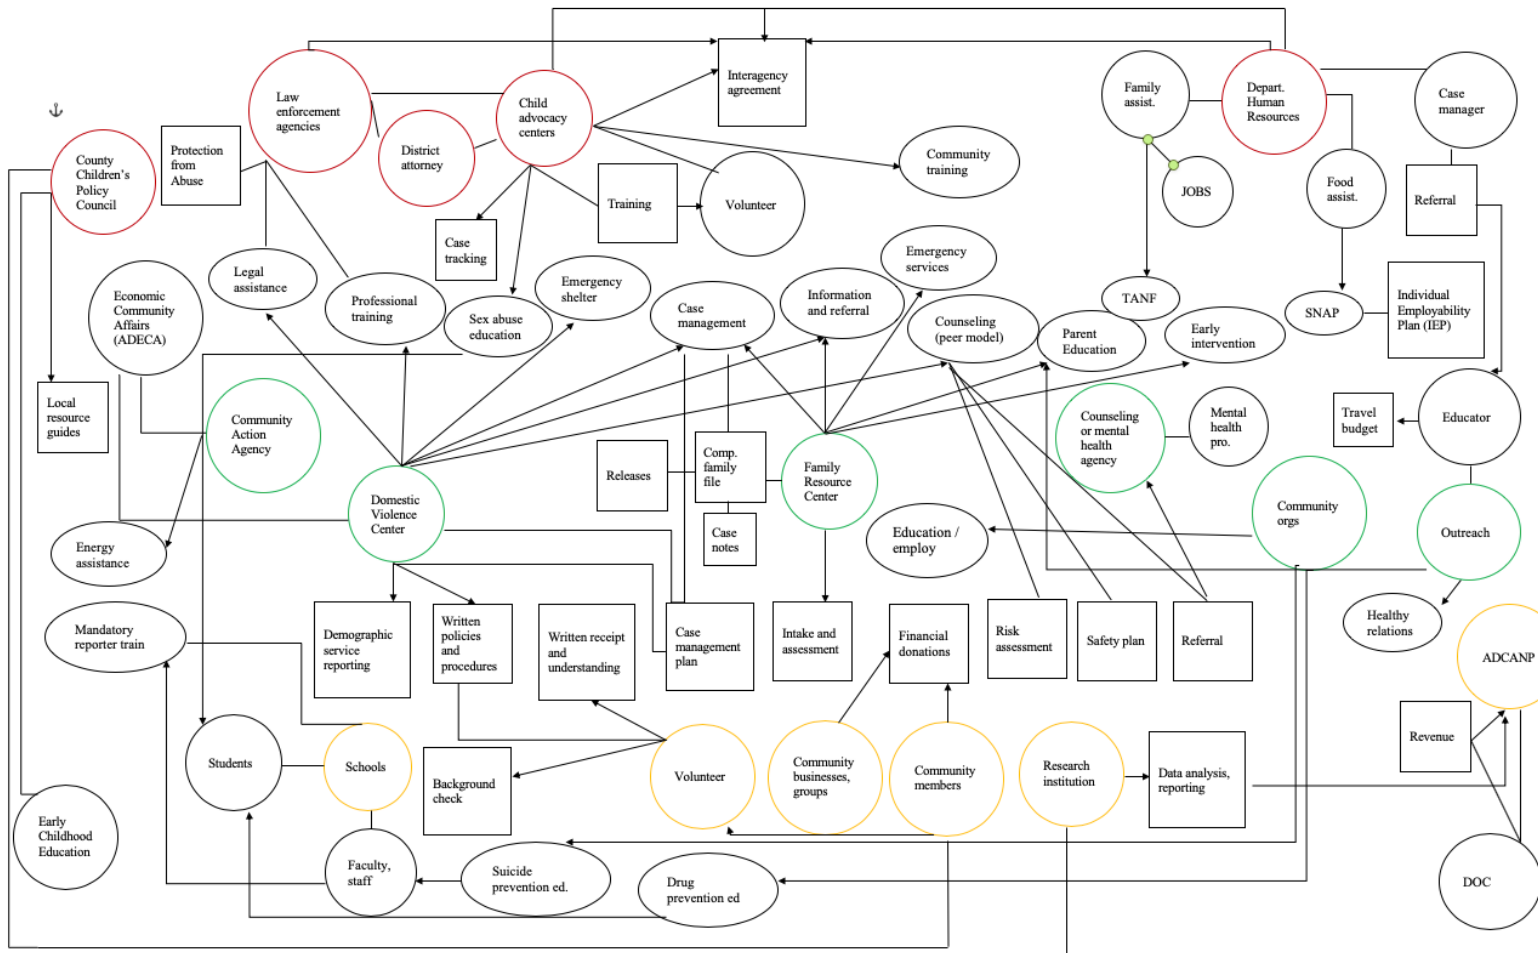 Law
enforcement
agencies
Child
advocacy
centers
Interagency
agreement
Family
assist.
Depart.
Human
Resources
Case
manager
County
Children's
Policy
Council
Protection
from
Abuse
District
attorney
Community
training
Training
Volunteer
JOBS
Food
assist.
Referral
Case
tracking
Legal
assistance
Economic
Community
Affairs
(ADECA)
Professional
training
Sex abuse
education
Emergency
shelter
Case
management
Information
and referral
Emergency
services
Counseling
(peer model)
TANF
Parent
Education
Early
intervention
SNAP
Individual
Employability
Plan (IEP)
Local
resource
guides
Community
Action
Agency
Counseling
or mental
health
agency
Mental
health
pro.
Travel
budget
Educator
Releases
Comp.
family
file
Family
Resource
Center
Domestic
Violence
Center
Case
notes
Education /
employ
Community
orgs
Outreach
Energy
assistance
Mandatory
reporter train
Demographic
service
reporting
Written
policies
and
procedures
Written receipt
and
understanding
Case
management
plan
Intake and
assessment
Financial
donations
Risk
assessment
Safety plan
Referral
Healthy
relations
ADCANP
Revenue
Students
Schools
Background
check
Volunteer
Community
businesses,
groups
Community
members
Research
institution
Data analysis,
reporting
Early
Childhood
Education
Faculty,
staff
Suicide
prevention ed.
Drug
prevention ed
DOC